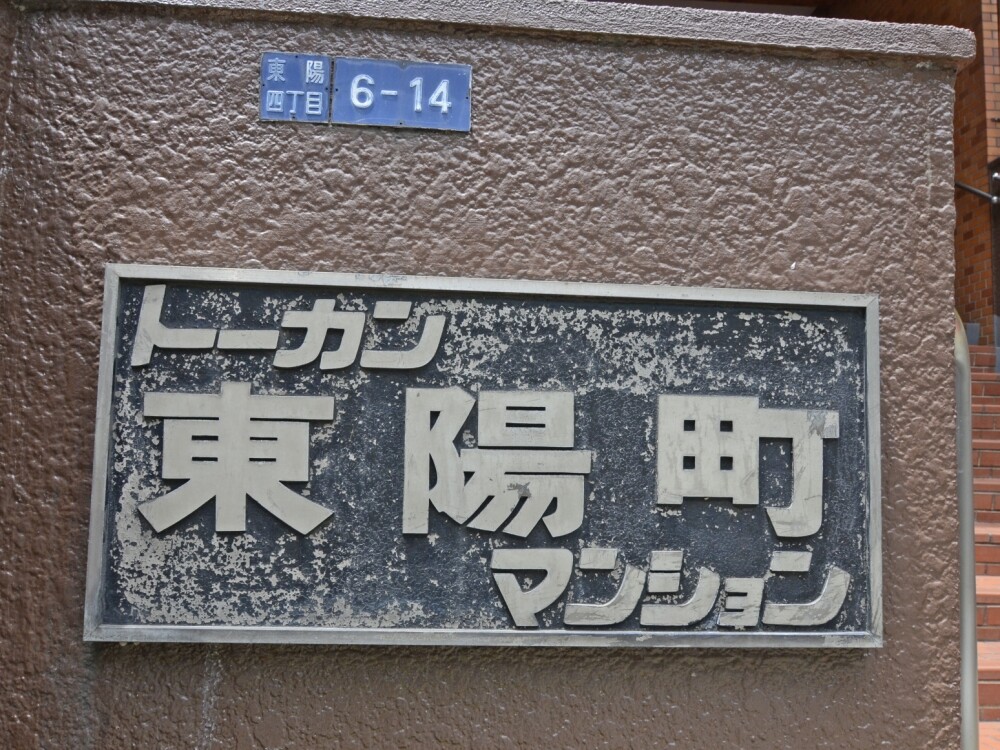 東陽
四丁目
6-14
トーカン
東陽町
マンション